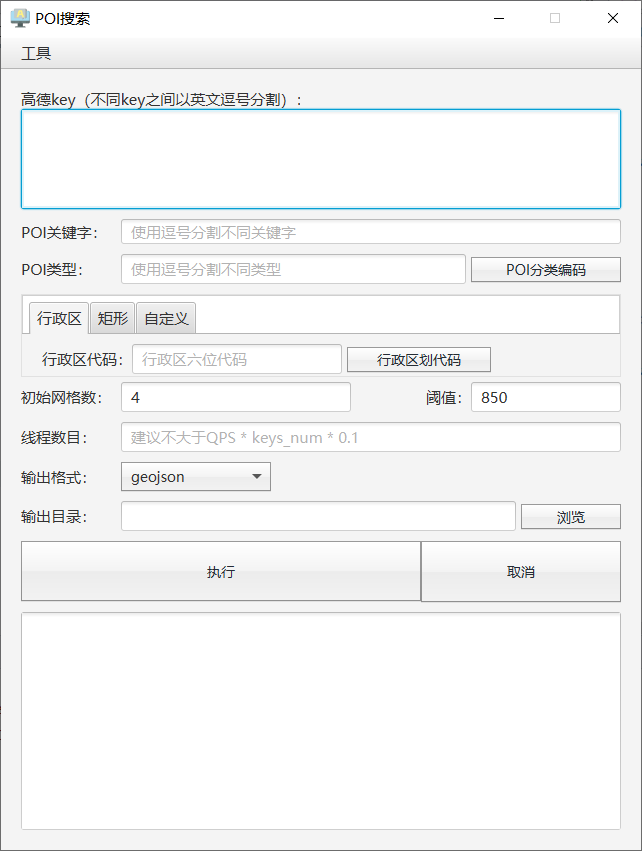 POI搜索
工具
高德key（不同key之间以英文逗号分割）:
POI关键字： 使用逗号分割不同关键字
POI类型： 使用逗号分割不同类型 POI分类编码
行政区 矩形 自定义
行政区代码： 行政区六位代码 行政区划代码
初始网格数： 4 阈值： 850
线程数目： 建议不大于QPS * keys_num * 0.1
输出格式： geojson
输出目录： 浏览
执行 取消